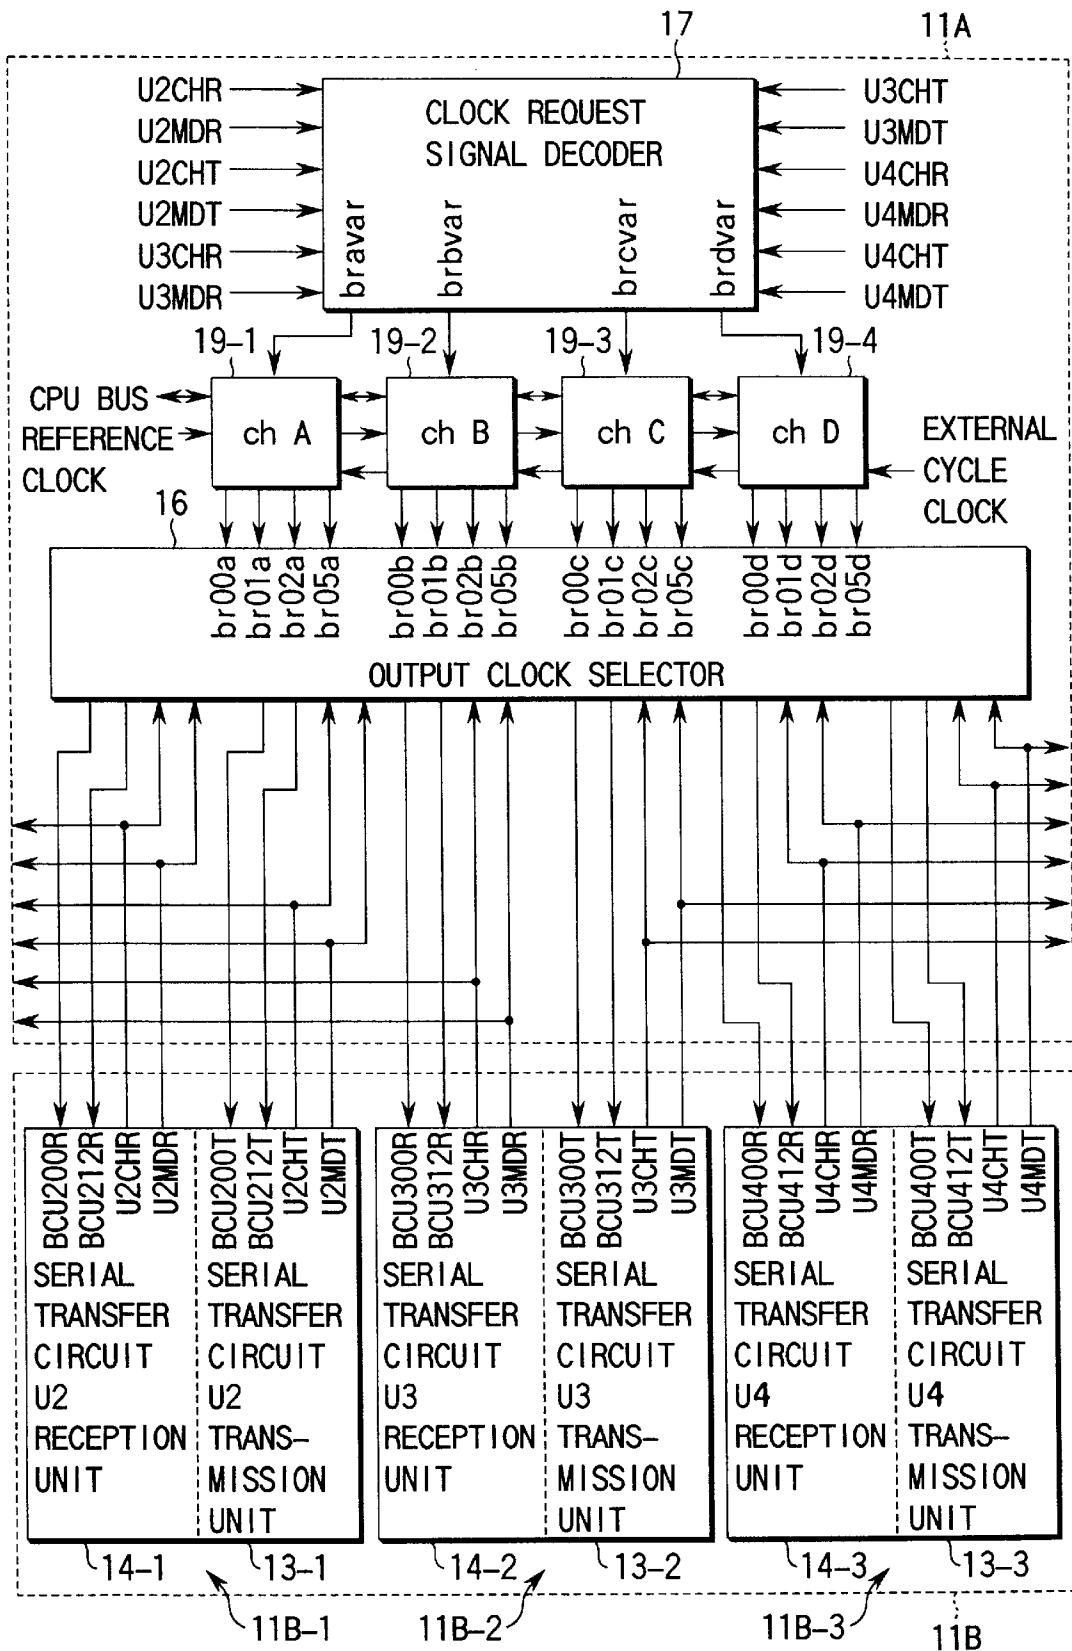 17
11A
U2CHR
U2MDR
U2CHT
U2MDT
U3CHR
U3MDR
CLOCK REQUEST
SIGNAL DECODER
bravar
brbvar
brcvar
brdvar
U3CHT
U3MDT
U4CHR
U4MDR
U4CHT
U4MDT
19-1
19-2
19-3
19-4
CPU BUS
REFERENCE
CLOCK
ch A
ch B
ch C
ch D
EXTERNAL
CYCLE
CLOCK
16
br00a
br01a
br02a
br05a
br00b
br01b
br02b
br05b
br00c
br01c
br02c
br05c
br00d
br01d
br02d
br05d
OUTPUT CLOCK SELECTOR
BCU200R
BCU212R
U2CHR
U2MDR
BCU200T
BCU212T
U2CHT
U2MDT
BCU300R
BCU312R
U3CHR
U3MDR
BCU300T
BCU312T
U3CHT
U3MDT
BCU400R
BCU412R
U4CHR
U4MDR
BCU400T
BCU412T
U4CHT
U4MDT
SERIAL
TRANSFER
CIRCUIT
U2
RECEPTION
UNIT
SERIAL
TRANSFER
CIRCUIT
U2
TRANS-
MISSION
UNIT
SERIAL
TRANSFER
CIRCUIT
U3
RECEPTION
UNIT
SERIAL
TRANSFER
CIRCUIT
U3
TRANS-
MISSION
UNIT
SERIAL
TRANSFER
CIRCUIT
U4
RECEPTION
UNIT
SERIAL
TRANSFER
CIRCUIT
U4
TRANS-
MISSION
UNIT
14-1
13-1
14-2
13-2
14-3
13-3
11B-1
11B-2
11B-3
11B